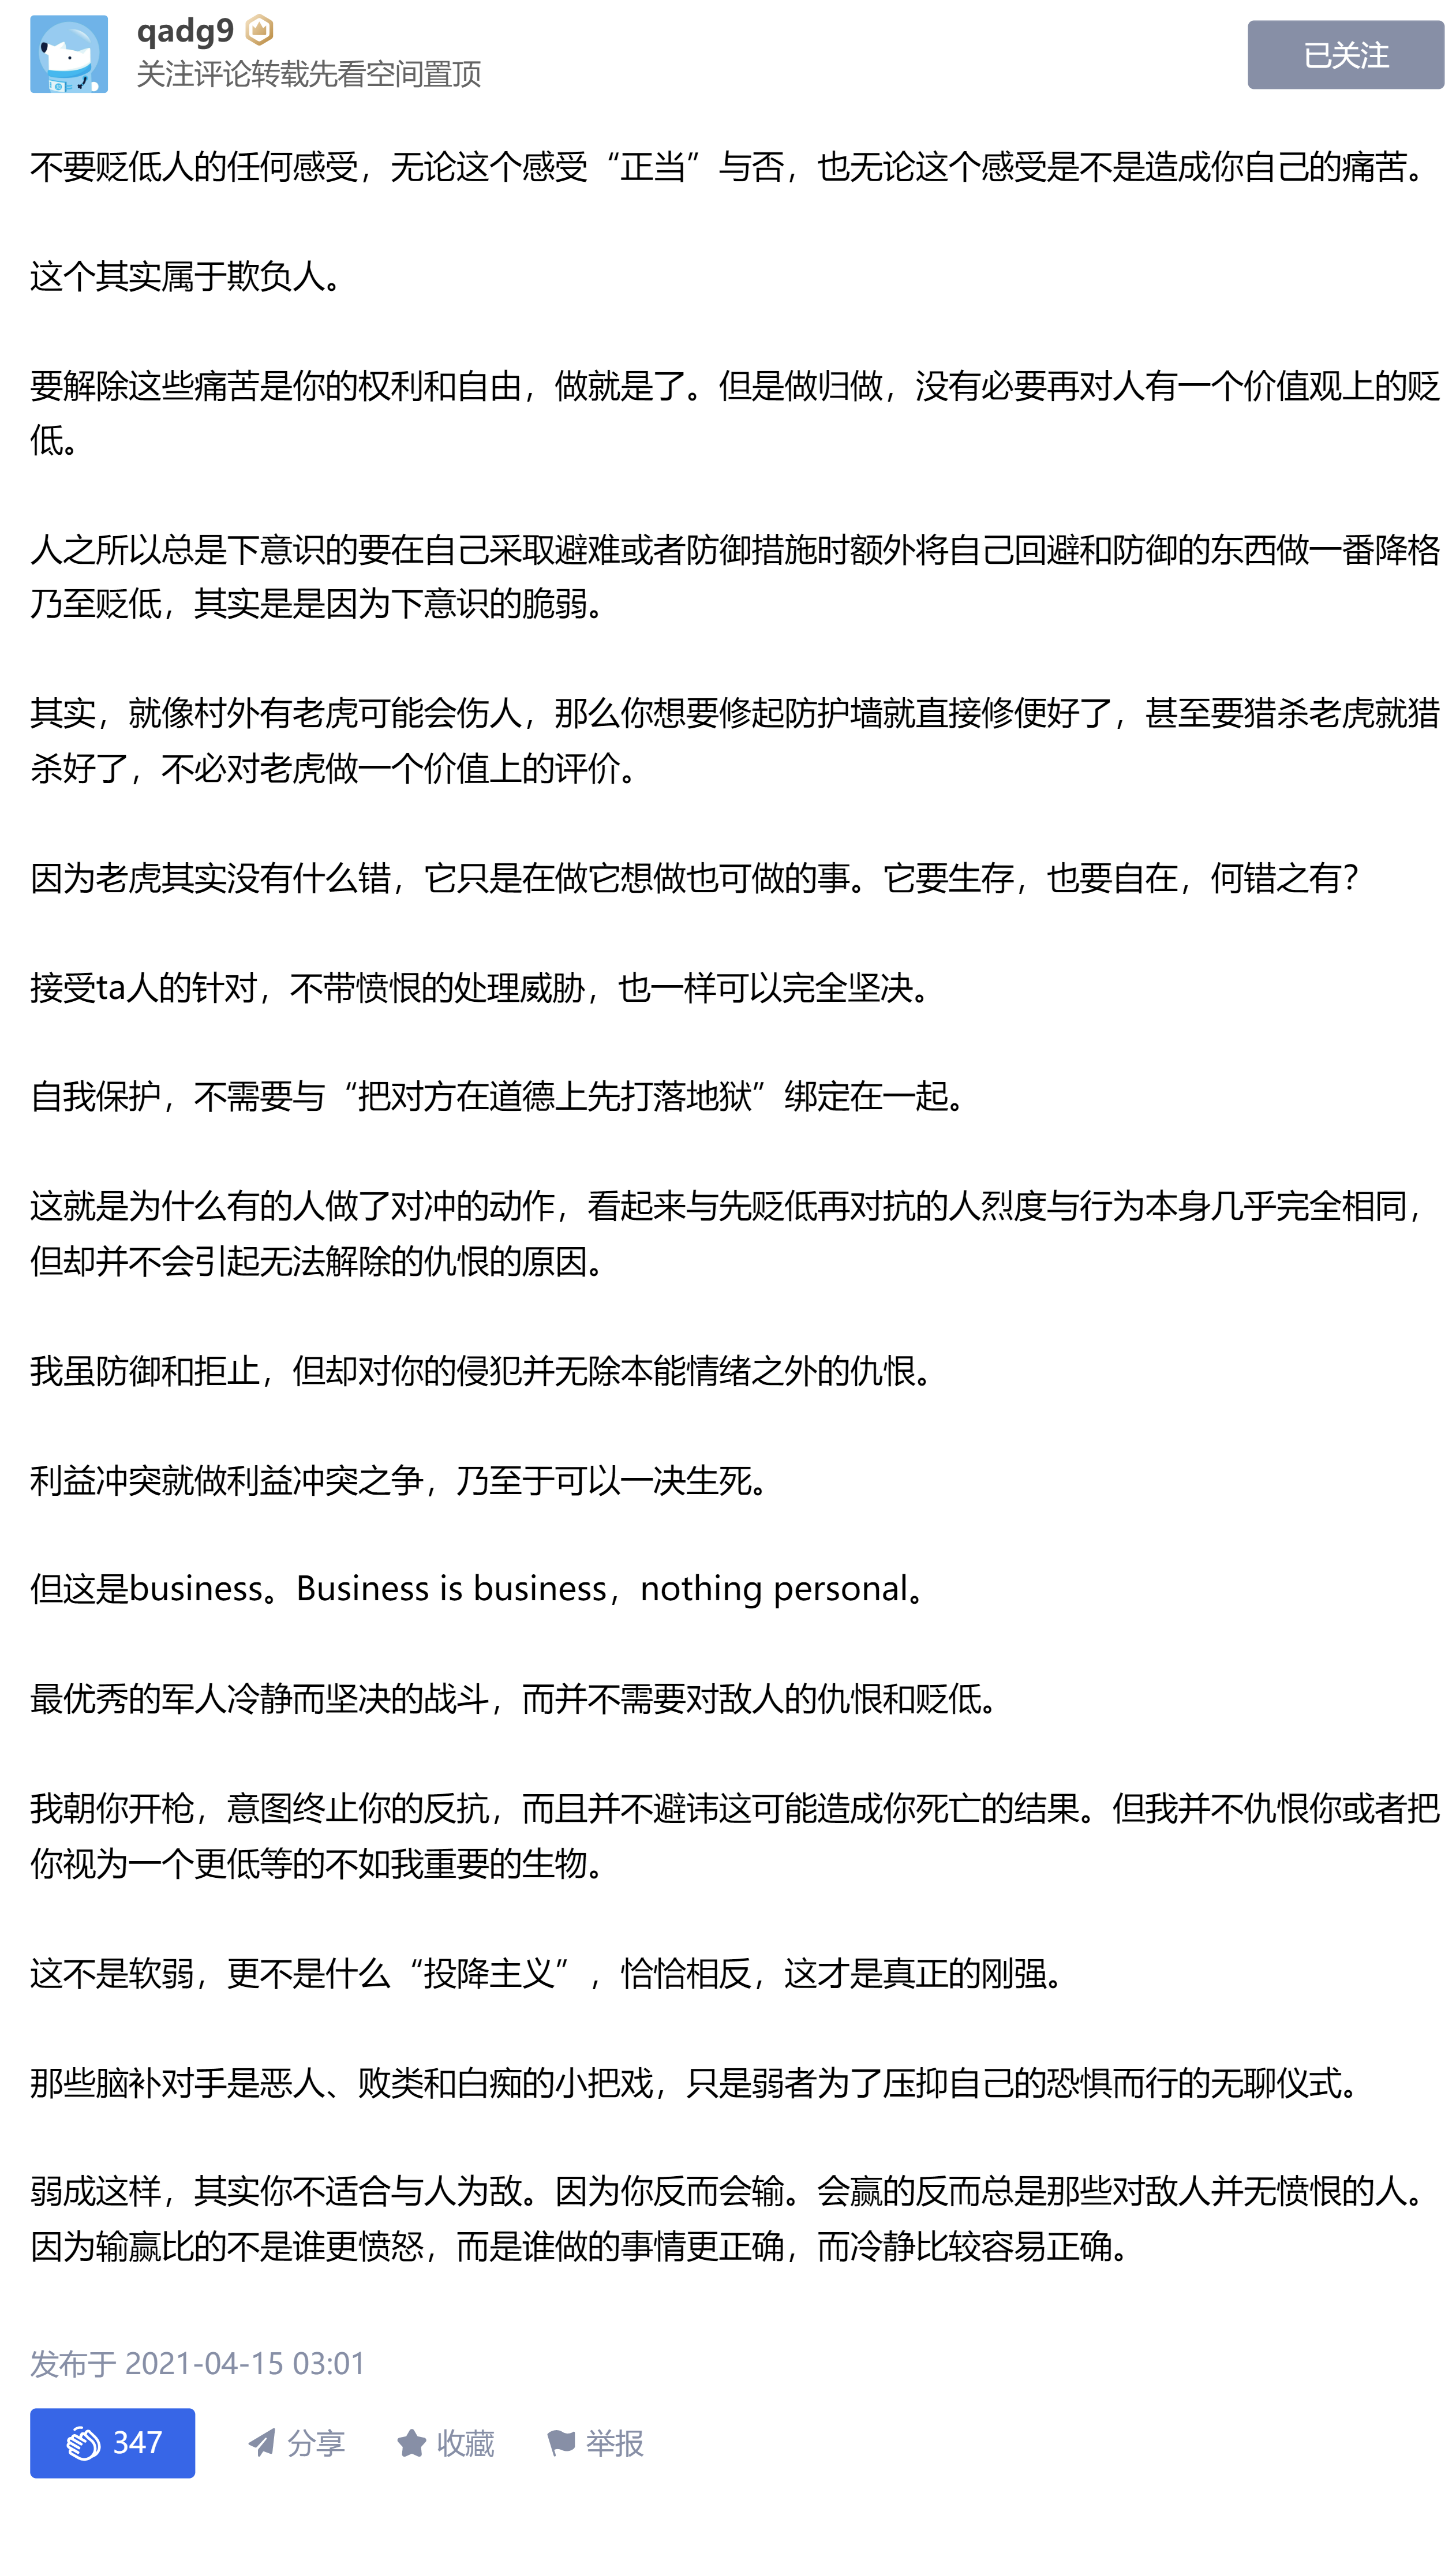 qadg9
关注评论转载先看空间置顶
已关注
不要贬低人的任何感受，无论这个感受“正当”与否，也无论这个感受是不是造成你自己的痛苦。
这个其实属于欺负人。
要解除这些痛苦是你的权利和自由，做就是了。但是做归做，没有必要再对人有一个价值观上的贬
低。
人之所以总是下意识的要在自己采取避难或者防御措施时额外将自己回避和防御的东西做一番降格
乃至贬低，其实是是因为下意识的脆弱。
其实，就像村外有老虎可能会伤人，那么你想要修起防护墙就直接修便好了，甚至要猎杀老虎就猎
杀好了，不必对老虎做一个价值上的评价。
因为老虎其实没有什么错，它只是在做它想做也可做的事。它要生存，也要自在，何错之有？
接受ta人的针对，不带愤恨的处理威胁，也一样可以完全坚决。
自我保护，不需要与“把对方在道德上先打落地狱”绑定在一起。
这就是为什么有的人做了对冲的动作，看起来与先贬低再对抗的人烈度与行为本身几乎完全相同，
但却并不会引起无法解除的仇恨的原因。
我虽防御和拒止，但却对你的侵犯并无除本能情绪之外的仇恨。
利益冲突就做利益冲突之争，乃至于可以一决生死。
但这是business。Business is business，nothing personal。
最优秀的军人冷静而坚决的战斗，而并不需要对敌人的仇恨和贬低。
我朝你开枪，意图终止你的反抗，而且并不避讳这可能造成你死亡的结果。但我并不仇恨你或者把
你视为一个更低等的不如我重要的生物。
这不是软弱，更不是什么“投降主义”，恰恰相反，这才是真正的刚强。
那些脑补对手是恶人、败类和白痴的小把戏，只是弱者为了压抑自己的恐惧而行的无聊仪式。
弱成这样，其实你不适合与人为敌。因为你反而会输。会赢的反而总是那些对敌人并无愤恨的人。
因为输赢比的不是谁更愤怒，而是谁做的事情更正确，而冷静比较容易正确。
发布于 2021-04-15 03:01
347 分享 收藏 举报